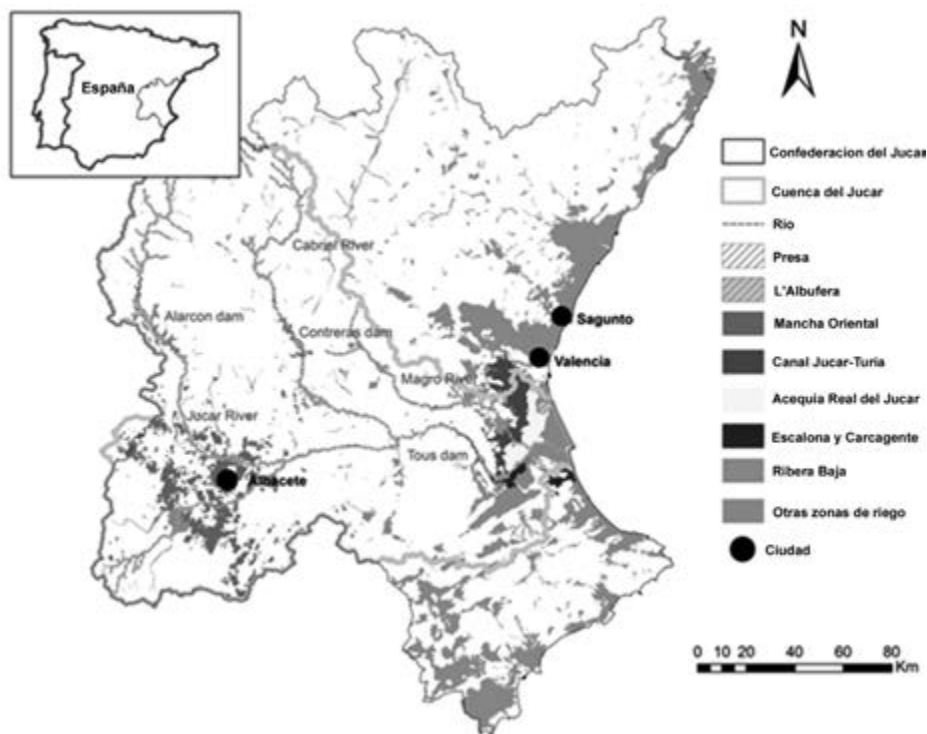 España
N
Confederacion del Jucar
Cuenca del Jucar
Río
Presa
L'Albufera
Mancha Oriental
Canal Jucar-Turia
Acequia Real del Jucar
Escalona y Carcagente
Ribera Baja
Otras zonas de riego
Ciudad
Cabriel River
Alarcon dam
Contreras dam
Sagunto
Valencia
Magro River
Jucar River
Tous dam
Albacete
0 10 20 40 60 80
Km